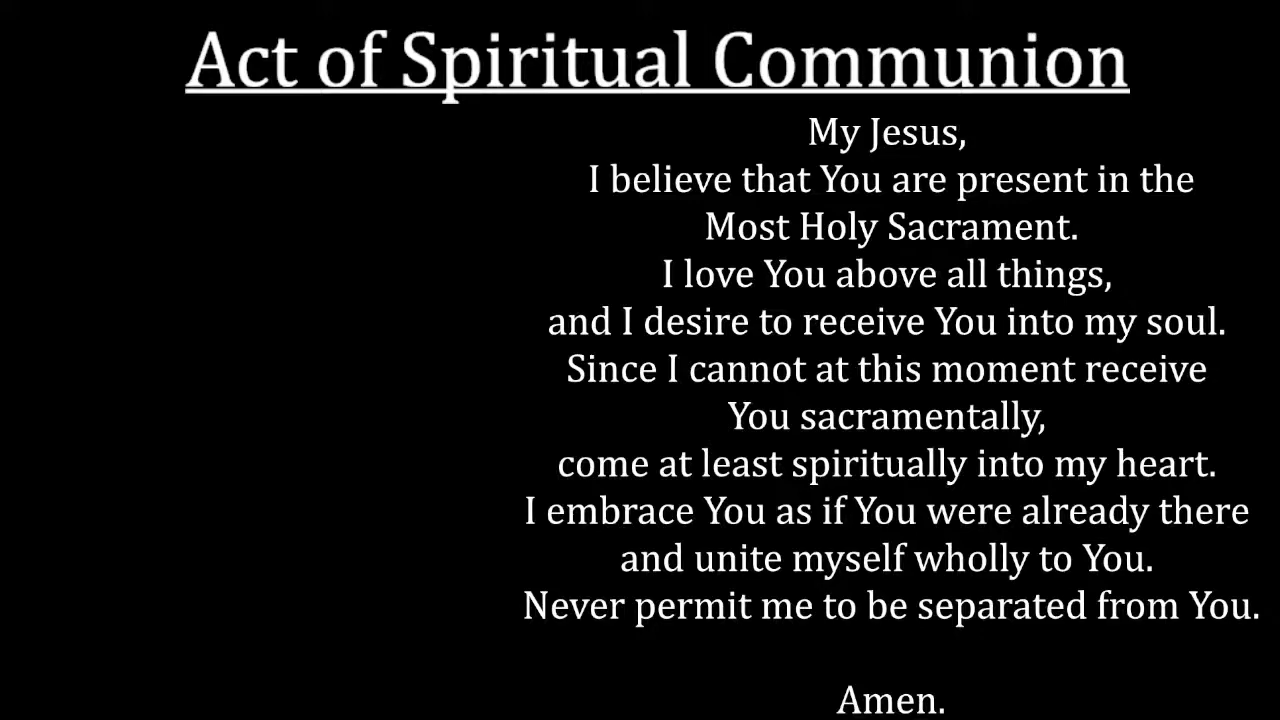 Act of Spiritual Communion
My Jesus,
I believe that You are present in the
Most Holy Sacrament.
I love You above all things,
and I desire to receive You into my soul.
Since I cannot at this moment receive
You sacramentally,
come at least spiritually into my heart.
I embrace You as if You were already there
and unite myself wholly to You.
Never permit me to be separated from You.
Amen.